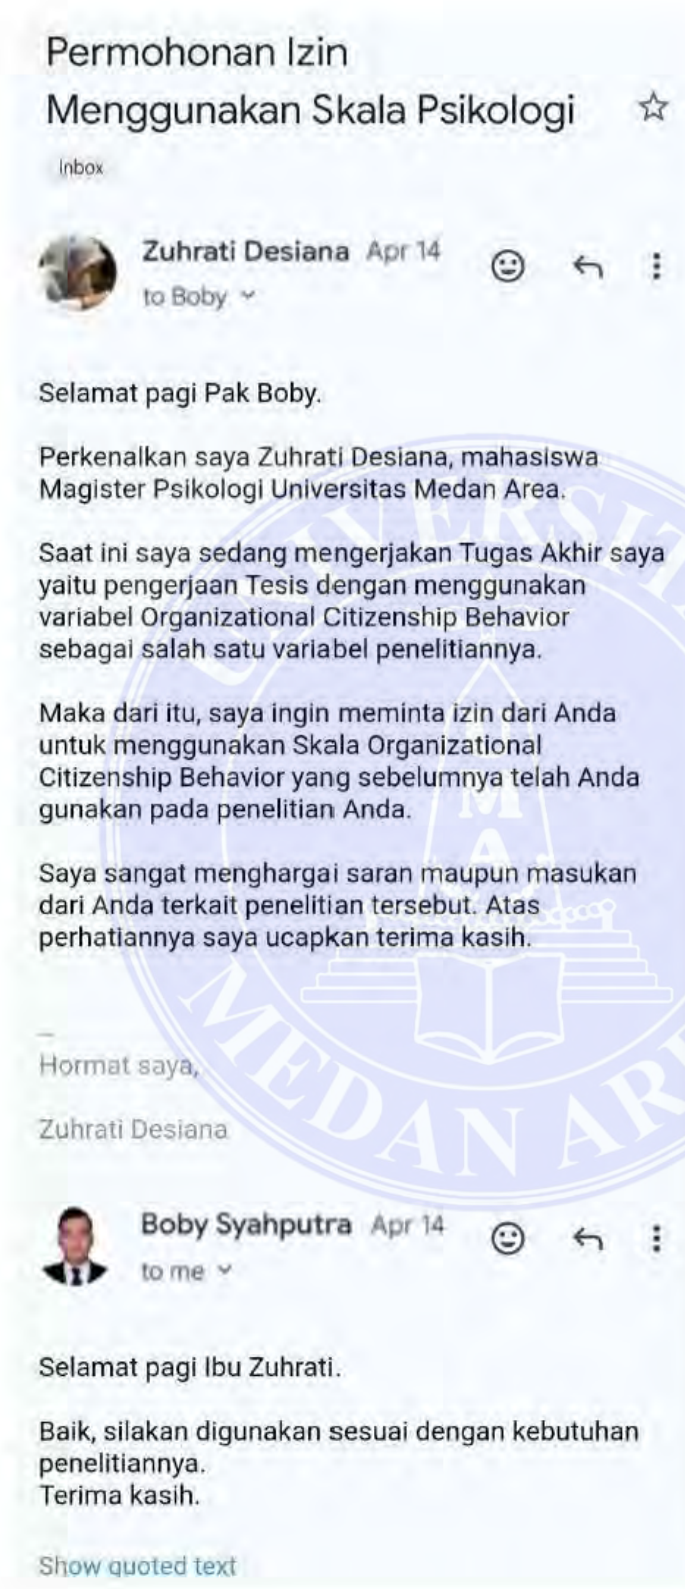 Permohonan Izin
Menggunakan Skala Psikologi
Inbox
Zuhrati Desiana Apr 14
to Boby
Selamat pagi Pak Boby.
Perkenalkan saya Zuhrati Desiana, mahasiswa
Magister Psikologi Universitas Medan Area.
Saat ini saya sedang mengerjakan Tugas Akhir saya
yaitu pengerjaan Tesis dengan menggunakan
variabel Organizational Citizenship Behavior
sebagai salah satu variabel penelitiannya.
Maka dari itu, saya ingin meminta izin dari Anda
untuk menggunakan Skala Organizational
Citizenship Behavior yang sebelumnya telah Anda
gunakan pada penelitian Anda.
Saya sangat menghargai saran maupun masukan
dari Anda terkait penelitian tersebut. Atas
perhatiannya saya ucapkan terima kasih.
--
Hormat saya,
Zuhrati Desiana
Boby Syahputra Apr 14
to me
Selamat pagi Ibu Zuhrati.
Baik, silakan digunakan sesuai dengan kebutuhan
penelitiannya.
Terima kasih.
Show quoted text
UNIVERSIT
UMA
MEDAN AR